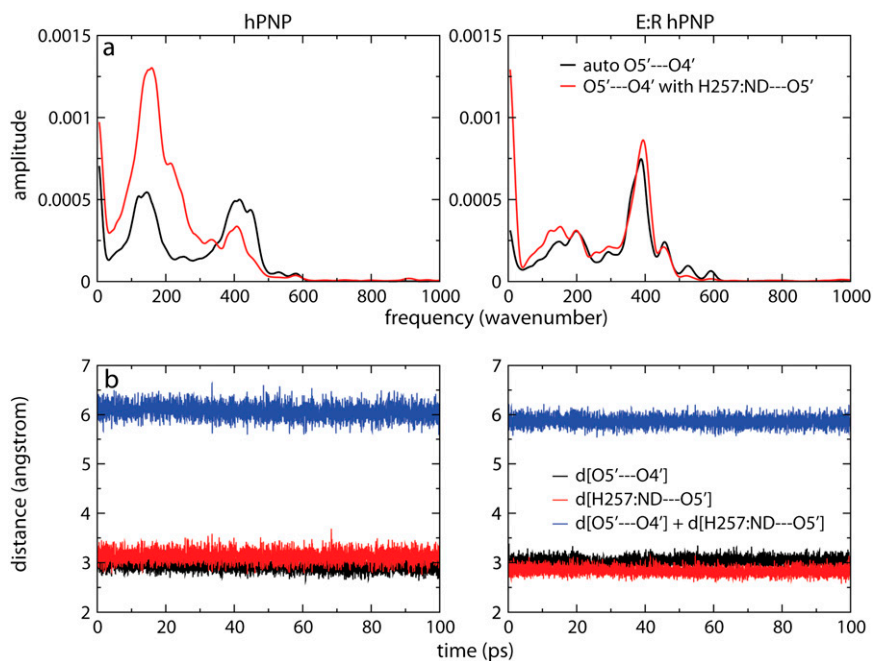 hPNP
E:R hPNP
a
auto O5′---O4′
O5′---O4′ with H257:ND---O5′
amplitude
0.0015
0.001
0.0005
0
0 200 400 600 800 1000
0.0015
0.001
0.0005
0
0 200 400 600 800 1000
frequency (wavenumber)
b
distance (angstrom)
7
6
5
4
3
2
0 20 40 60 80 100
7
6
5
4
3
2
d[O5′---O4′]
d[H257:ND---O5′]
d[O5′---O4′] + d[H257:ND---O5′]
0 20 40 60 80 100
time (ps)